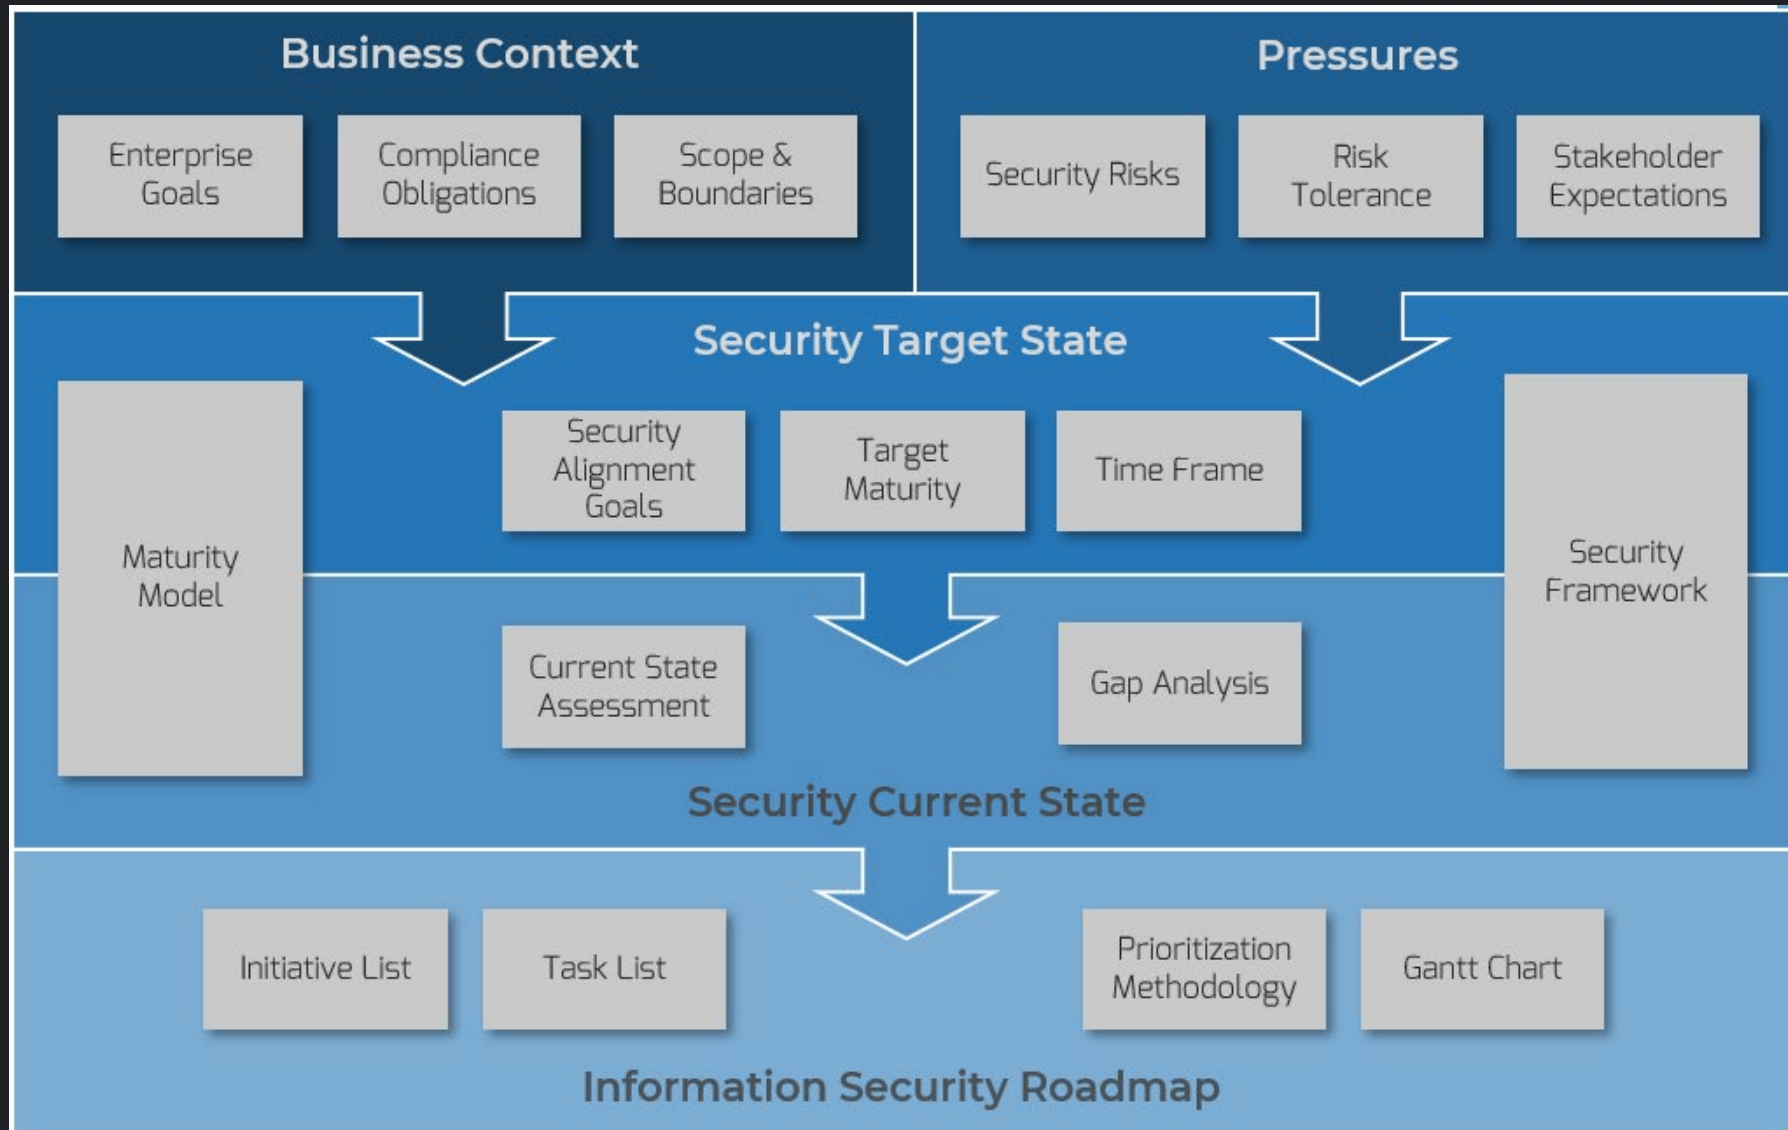 Business Context
Pressures
Enterprise
Goals
Compliance
Obligations
Scope &
Boundaries
Security Risks
Risk
Tolerance
Stakeholder
Expectations
Security Target State
Maturity
Model
Security
Alignment
Goals
Target
Maturity
Time Frame
Security
Framework
Current State
Assessment
Gap Analysis
Security Current State
Initiative List
Task List
Prioritization
Methodology
Gantt Chart
Information Security Roadmap